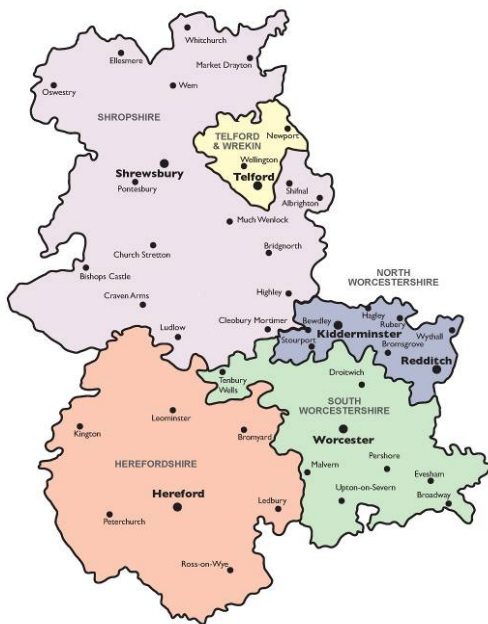 Whitchurch
Ellesmere
Market Drayton
Oswestry
Wem
SHROPSHIRE
TELFORD
& WREKIN
Newport
Wellington
Shrewsbury
Telford
Pontesbury
Shifnal
Albrighton
Much Wenlock
Church Stretton
Bridgnorth
Bishops Castle
NORTH
WORCESTERSHIRE
Highley
Craven Arms
Cleobury Mortimer
Bewdley
Hagley
Rubery
Wythall
Kidderminster
Ludlow
Stourport
Bromsgrove
Redditch
Tenbury
Wells
Droitwich
SOUTH
WORCESTERSHIRE
Leominster
Kington
Bromyard
Worcester
HEREFORDSHIRE
Malvern
Pershore
Evesham
Upton-on-Severn
Broadway
Hereford
Ledbury
Peterchurch
Ross-on-Wye